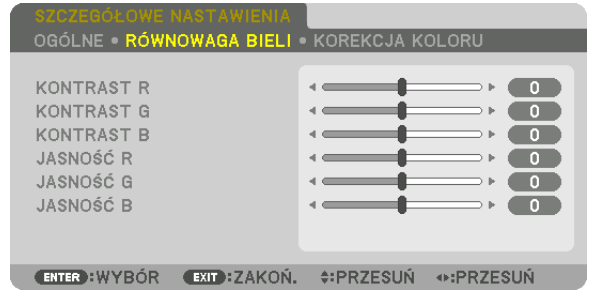 SZCZEGÓŁOWE NASTAWIENIA
OGÓLNE • RÓWNOWAGA BIELI • KOREKCJA KOLORU
KONTRAST R 0
KONTRAST G 0
KONTRAST B 0
JASNOŚĆ R 0
JASNOŚĆ G 0
JASNOŚĆ B 0
ENTER:WYBÓR EXIT:ZAKOŃ. :PRZESUŃ :PRZESUŃ